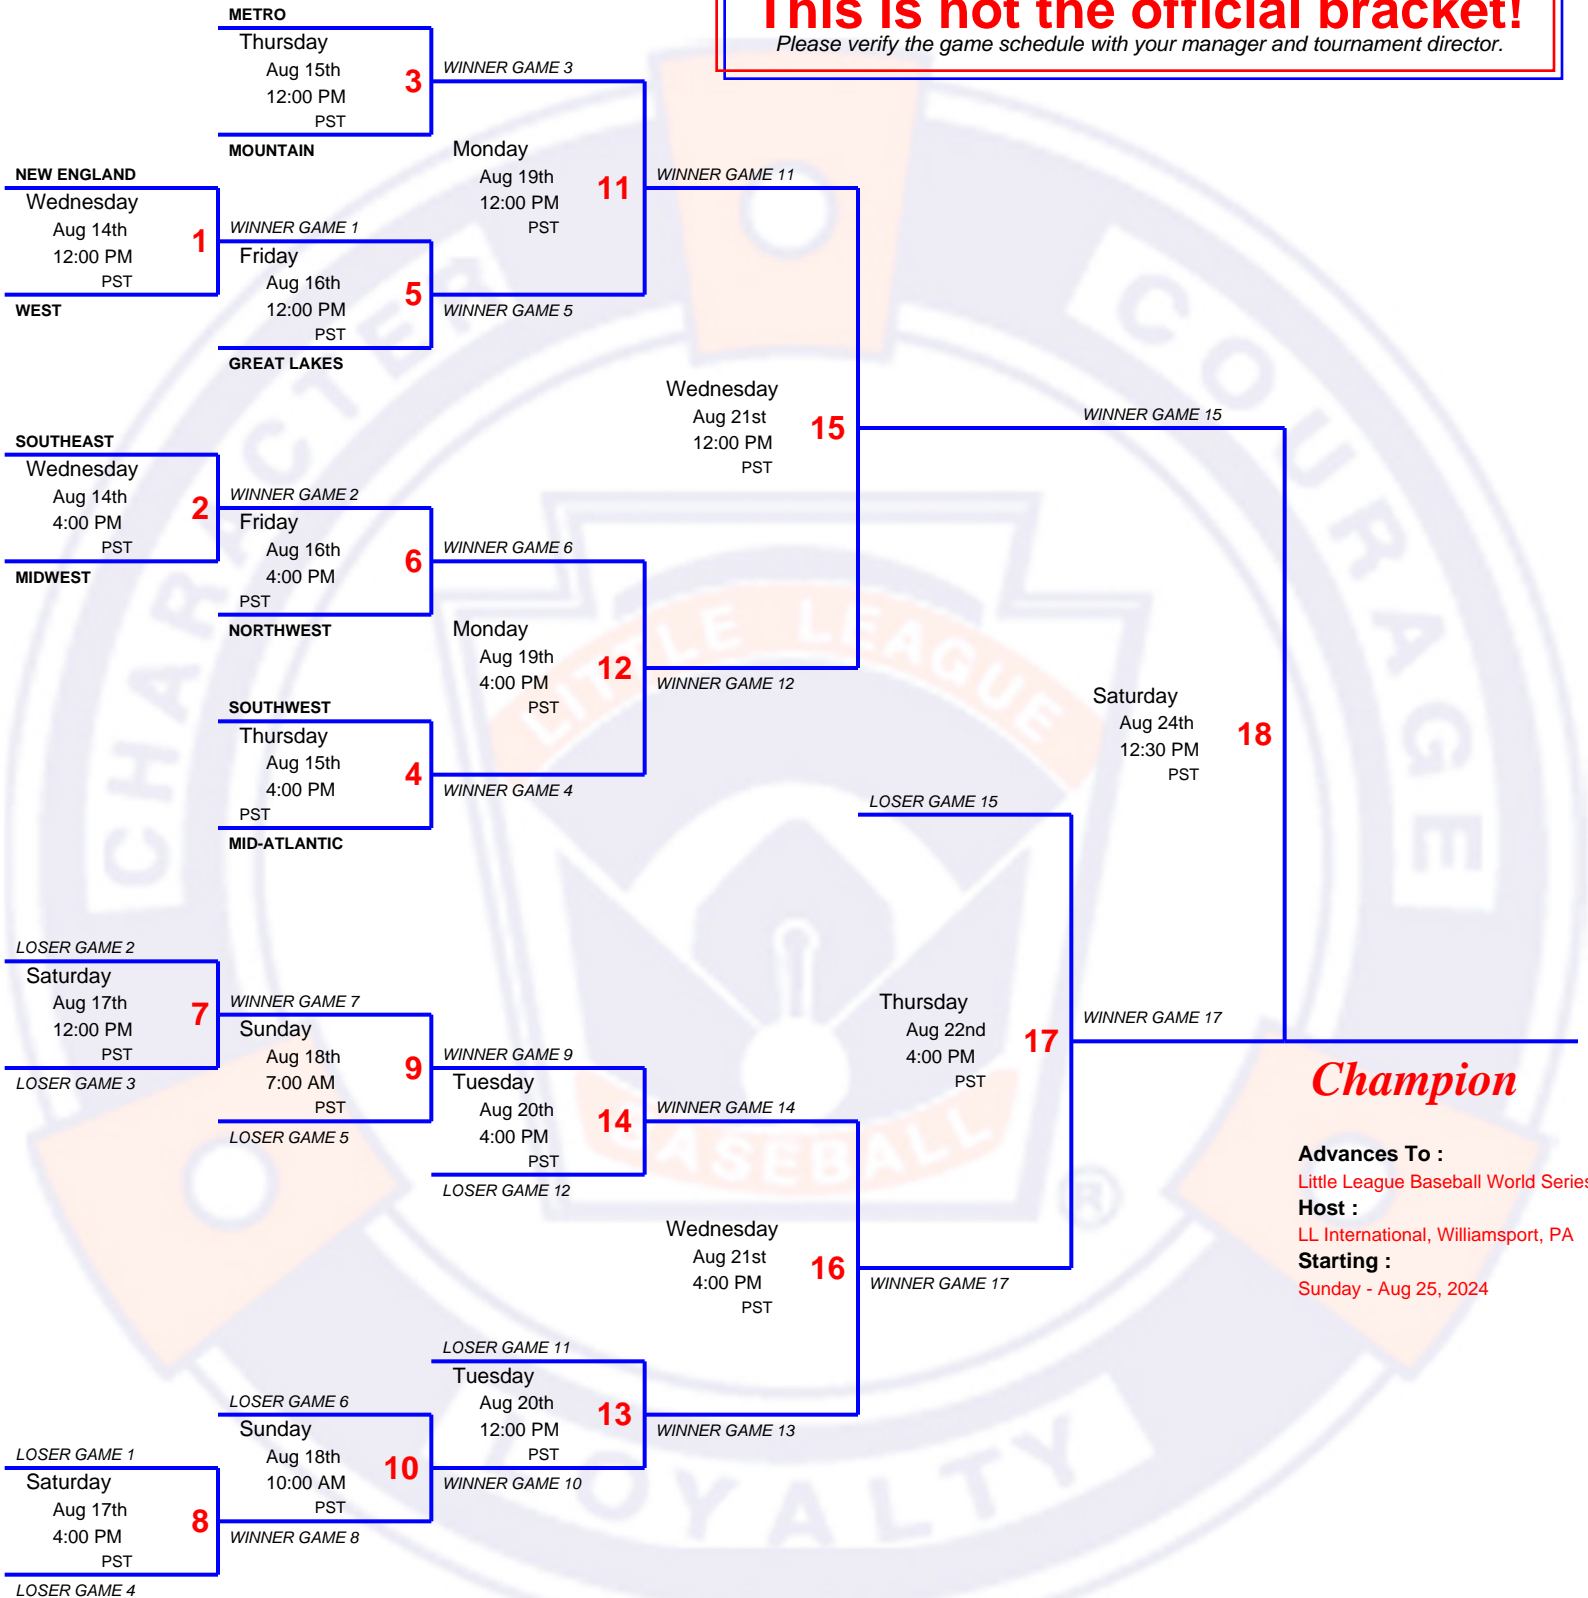 This is not the official bracket!
Please verify the game schedule with your manager and tournament director.
METRO
Thursday
Aug 15th
12:00 PM
PST
3
WINNER GAME 3
MOUNTAIN
Monday
Aug 19th
12:00 PM
PST
11
WINNER GAME 11
NEW ENGLAND
Wednesday
Aug 14th
12:00 PM
PST
1
WEST
WINNER GAME 1
Friday
Aug 16th
12:00 PM
PST
5
WINNER GAME 5
GREAT LAKES
Wednesday
Aug 21st
12:00 PM
PST
15
WINNER GAME 15
SOUTHEAST
Wednesday
Aug 14th
4:00 PM
PST
2
MIDWEST
WINNER GAME 2
Friday
Aug 16th
4:00 PM
PST
6
WINNER GAME 6
NORTHWEST
Monday
Aug 19th
4:00 PM
PST
12
WINNER GAME 12
SOUTHWEST
Thursday
Aug 15th
4:00 PM
PST
4
WINNER GAME 4
MID-ATLANTIC
Saturday
Aug 24th
12:30 PM
PST
18
LOSER GAME 15
LOSER GAME 2
Saturday
Aug 17th
12:00 PM
PST
7
LOSER GAME 3
WINNER GAME 7
Sunday
Aug 18th
7:00 AM
PST
9
LOSER GAME 5
WINNER GAME 9
Tuesday
Aug 20th
4:00 PM
PST
14
LOSER GAME 12
WINNER GAME 14
Thursday
Aug 22nd
4:00 PM
PST
17
WINNER GAME 17
Wednesday
Aug 21st
4:00 PM
PST
16
WINNER GAME 17
LOSER GAME 11
Tuesday
Aug 20th
12:00 PM
PST
13
WINNER GAME 13
LOSER GAME 6
Sunday
Aug 18th
10:00 AM
PST
10
WINNER GAME 10
LOSER GAME 1
Saturday
Aug 17th
4:00 PM
PST
8
WINNER GAME 8
LOSER GAME 4
Champion
Advances To :
Little League Baseball World Series
Host :
LL International, Williamsport, PA
Starting :
Sunday - Aug 25, 2024
CHARACTER
COURAGE
LOYALTY
LITTLE LEAGUE
BASEBALL
®